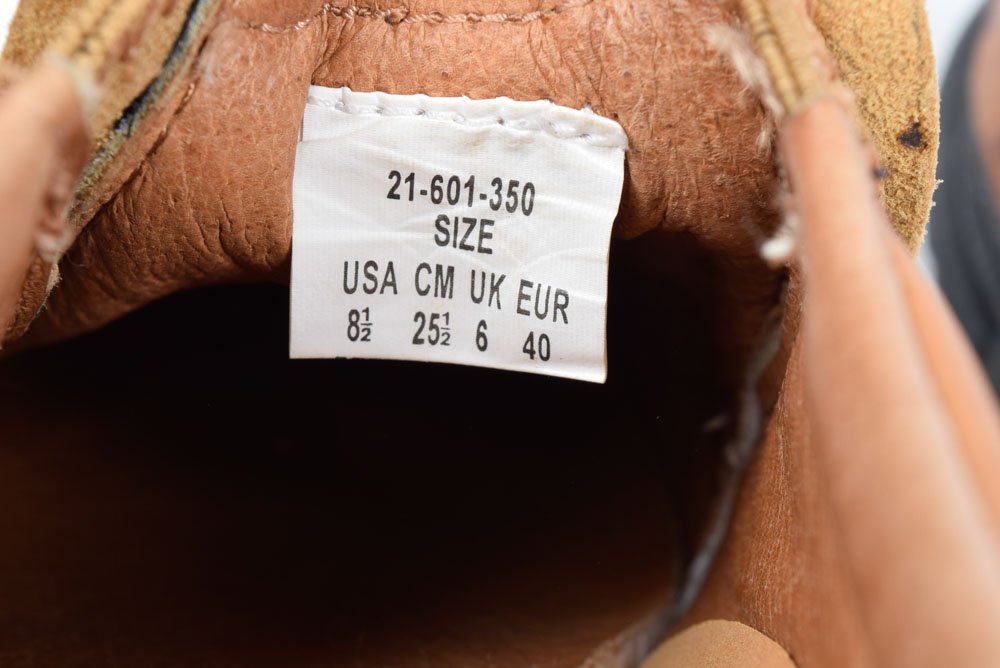 21-601-350
SIZE
USA CM UK EUR
8½ 25½ 6 40